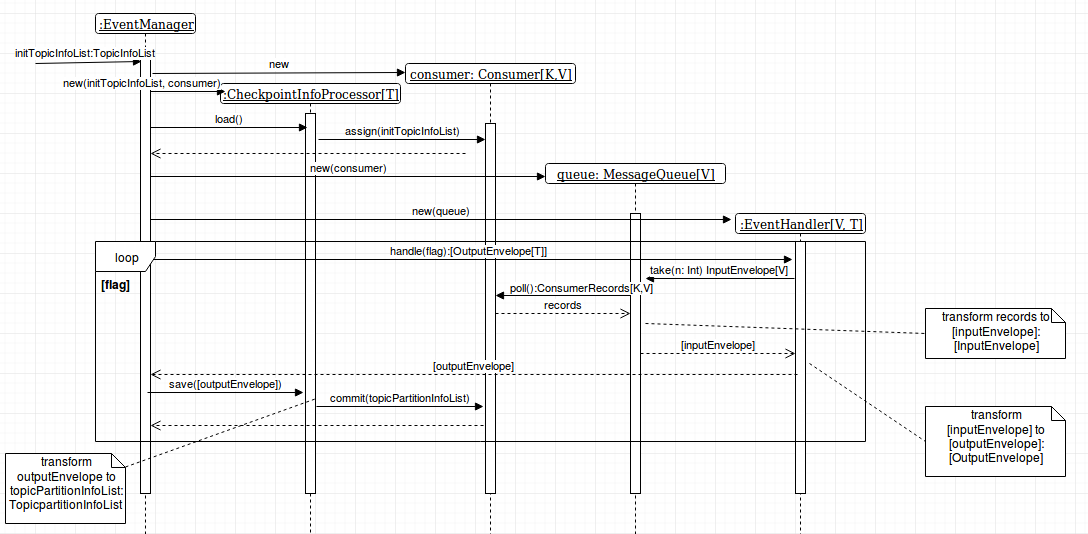 :EventManager
initTopicInfoList:TopicInfoList
new
consumer: Consumer[K,V]
new(initTopicInfoList, consumer)
:CheckpointInfoProcessor[T]
load()
assign(initTopicInfoList)
new(consumer)
queue: MessageQueue[V]
new(queue)
:EventHandler[V, T]
loop
handle(flag):[OutputEnvelope[T]]
[flag]
take(n: Int) InputEnvelope[V]
poll():ConsumerRecords[K,V]
records
transform records to
[inputEnvelope]:
[InputEnvelope]
[inputEnvelope]
[outputEnvelope]
save([outputEnvelope])
commit(topicPartitionInfoList)
transform
[inputEnvelope] to
[outputEnvelope]:
[OutputEnvelope]
transform
outputEnvelope to
topicPartitionInfoList:
TopicpartitionInfoList